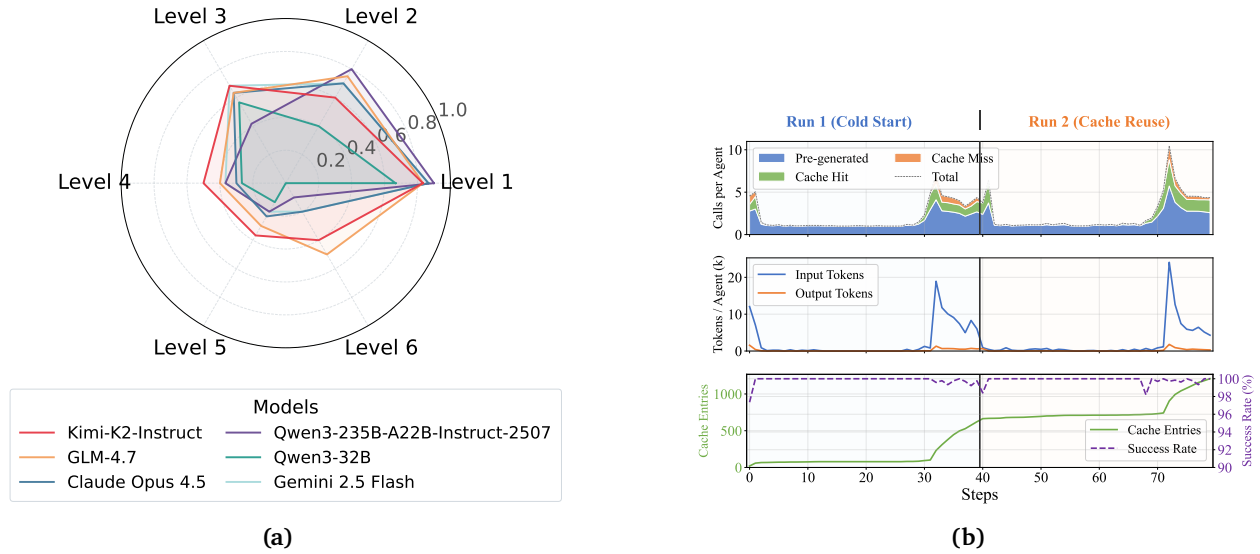 Level 3
Level 2
1.0
0.8
0.6
0.4
0.2
Level 4
Level 1
Level 5
Level 6
Models
Kimi-K2-Instruct
GLM-4.7
Claude Opus 4.5
Qwen3-235B-A22B-Instruct-2507
Qwen3-32B
Gemini 2.5 Flash
(a)
Run 1 (Cold Start)
Run 2 (Cache Reuse)
Calls per Agent
10
5
0
Pre-generated
Cache Hit
Cache Miss
Total
Tokens / Agent (k)
20
10
0
Input Tokens
Output Tokens
Cache Entries
1000
500
0
Success Rate (%)
100
98
96
94
92
90
Cache Entries
Success Rate
0 10 20 30 40 50 60 70
Steps
(b)